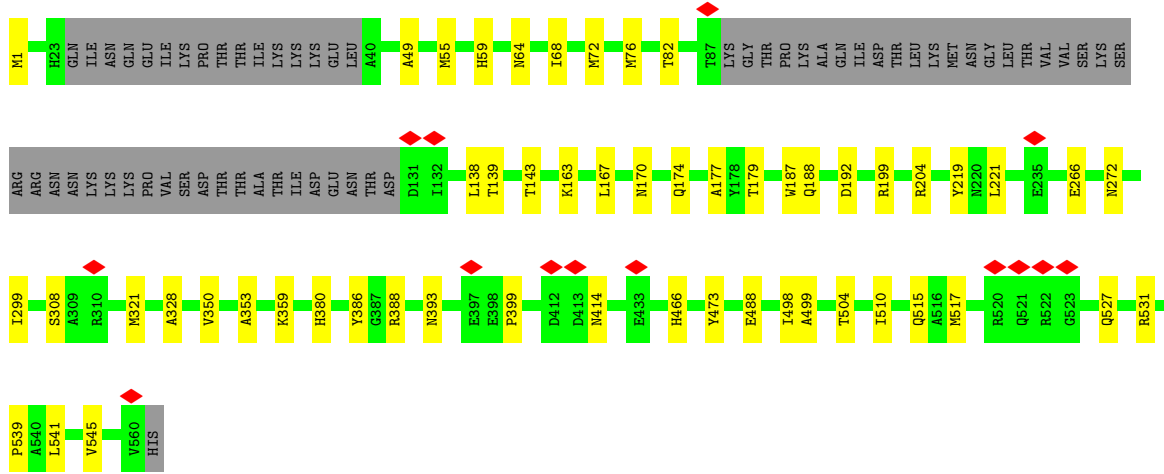 M1 H23 GLN ILE ASN GLN GLU ILE LYS PRO THR THR ILE LYS LYS LYS GLU LEU A40 A49 M55 H59 N64 I68 M72 M76 T82 T87 LYS GLY THR PRO LYS ALA GLN ILE ASP THR LEU LYS MET ASN GLY LEU THR VAL VAL SER LYS SER
ARG ARG ASN ASN LYS LYS LYS PRO VAL SER ASP THR THR ALA THR ILE ASP GLU ASN THR ASP D131 I132 L138 T139 T143 K163 L167 N170 Q174 A177 Y178 T179 W187 Q188 D192 R199 R204 Y219 N220 L221 E235 E266 N272
I299 S308 A309 R310 M321 A328 V350 A353 K359 H380 Y386 G387 R388 N393 E397 E398 P399 D412 D413 N414 E433 H466 Y473 E488 I498 A499 T504 I510 Q515 A516 M517 R520 Q521 R522 G523 Q527 R531
P539 A540 L541 V545 V560 HIS